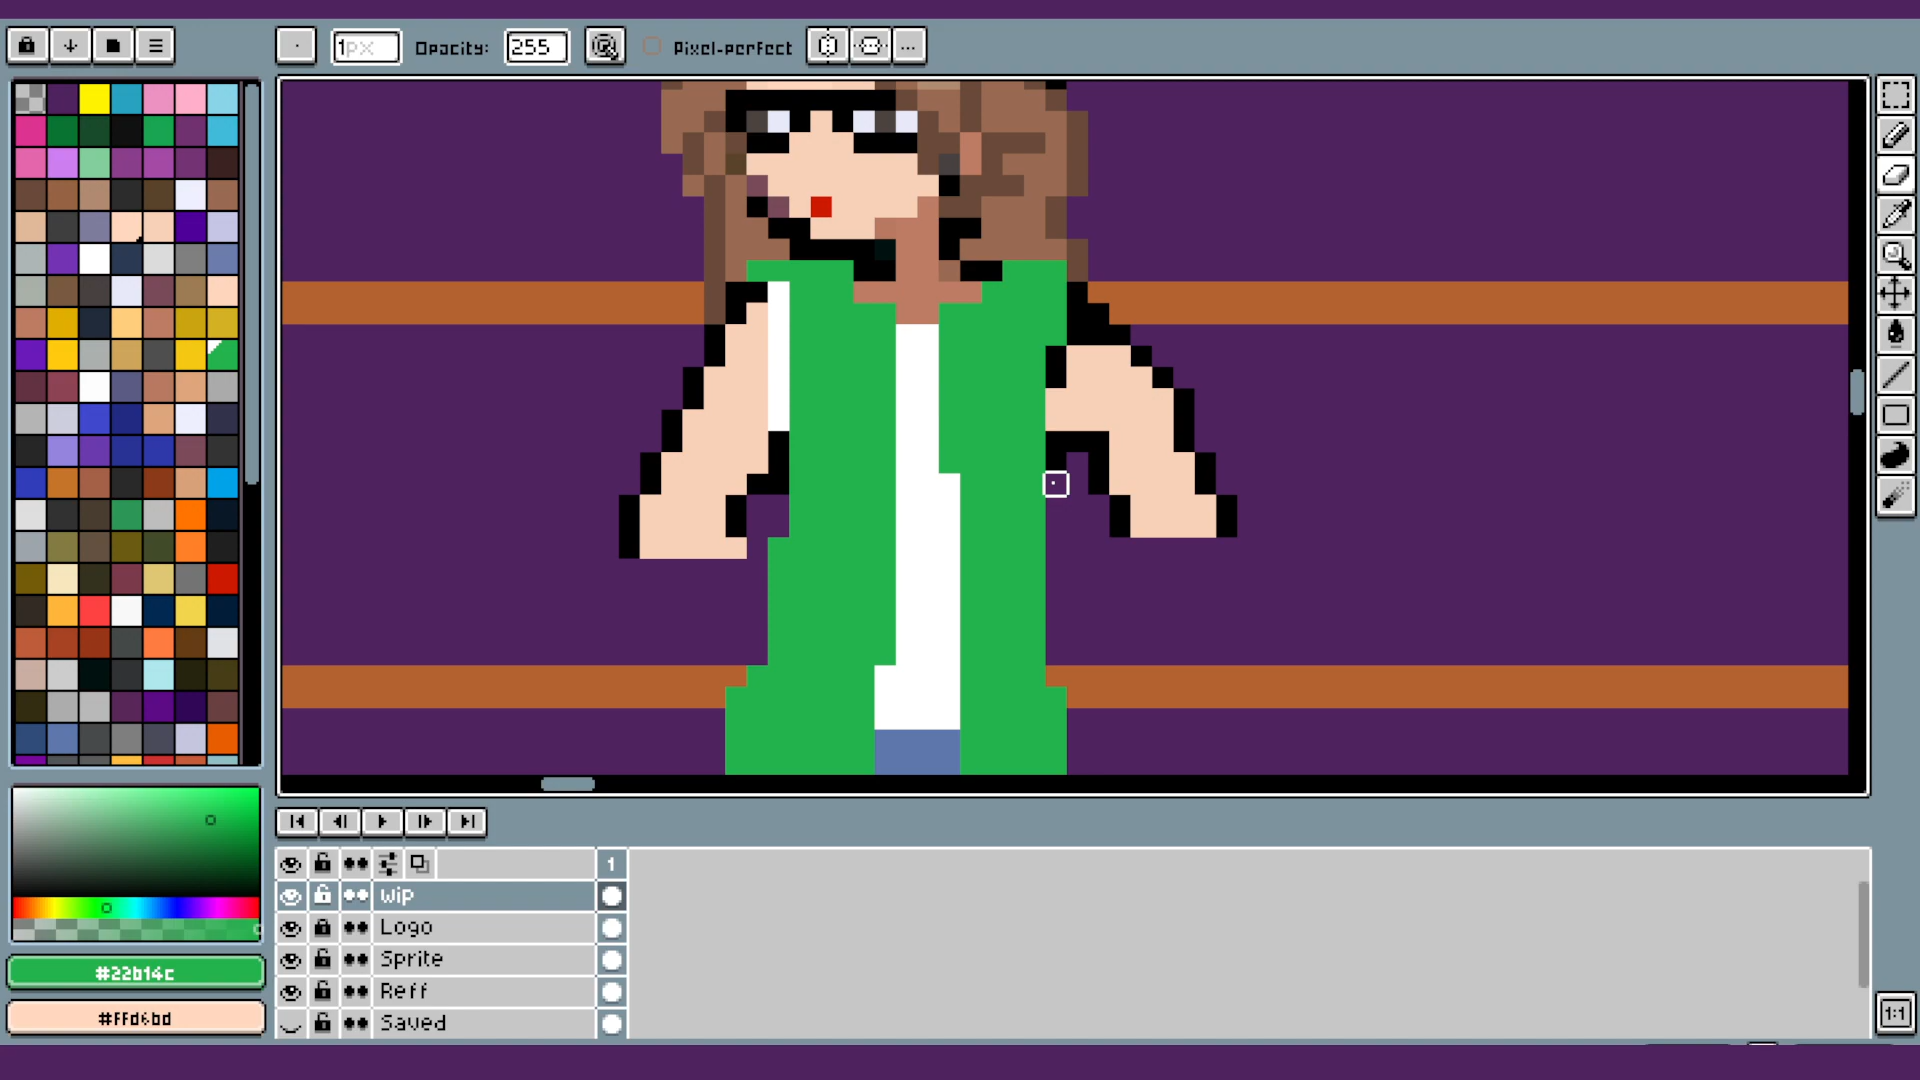 1px Opacity: 255 Pixel-perfect ...
1
Wip
Logo
Sprite
Reff
Saved
#22b14c
#ffd6bd
1:1